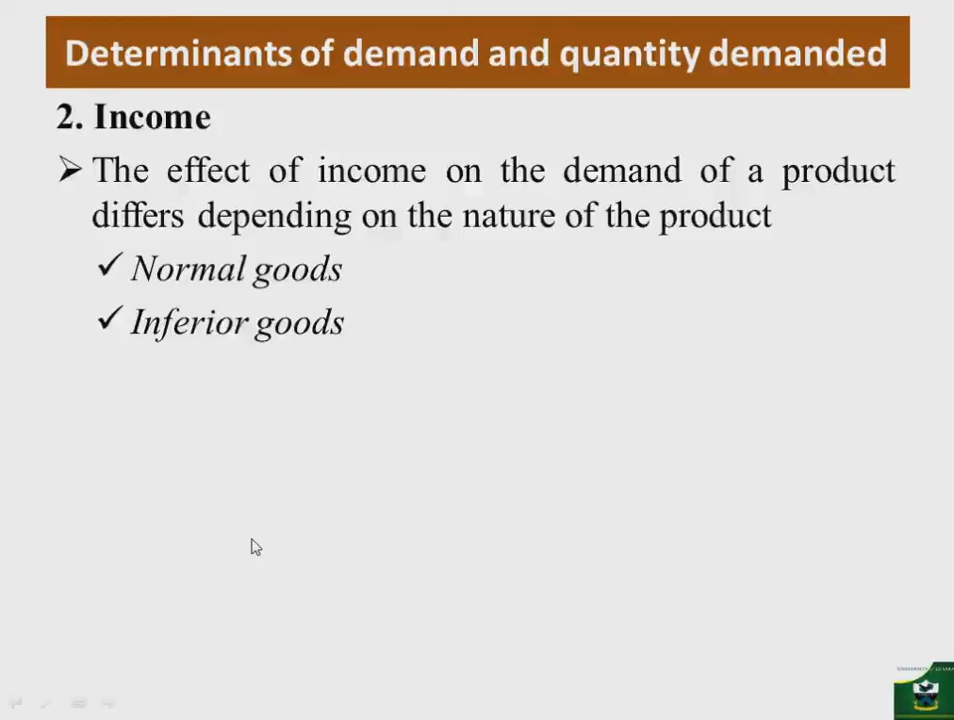 Determinants of demand and quantity demanded
2. Income
The effect of income on the demand of a product
differs depending on the nature of the product
Normal goods
Inferior goods